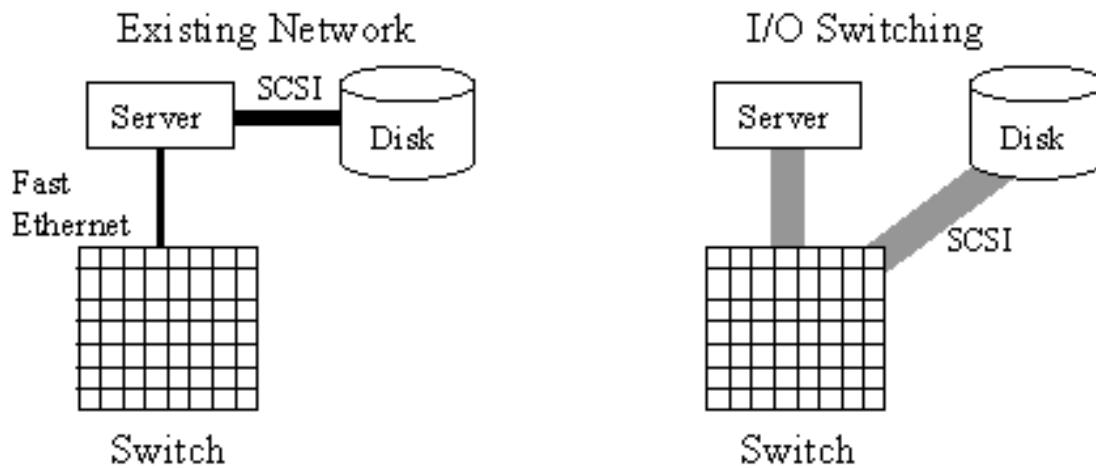 Existing Network
SCSI
Server
Disk
Fast
Ethernet
Switch
I/O Switching
Server
Disk
SCSI
Switch